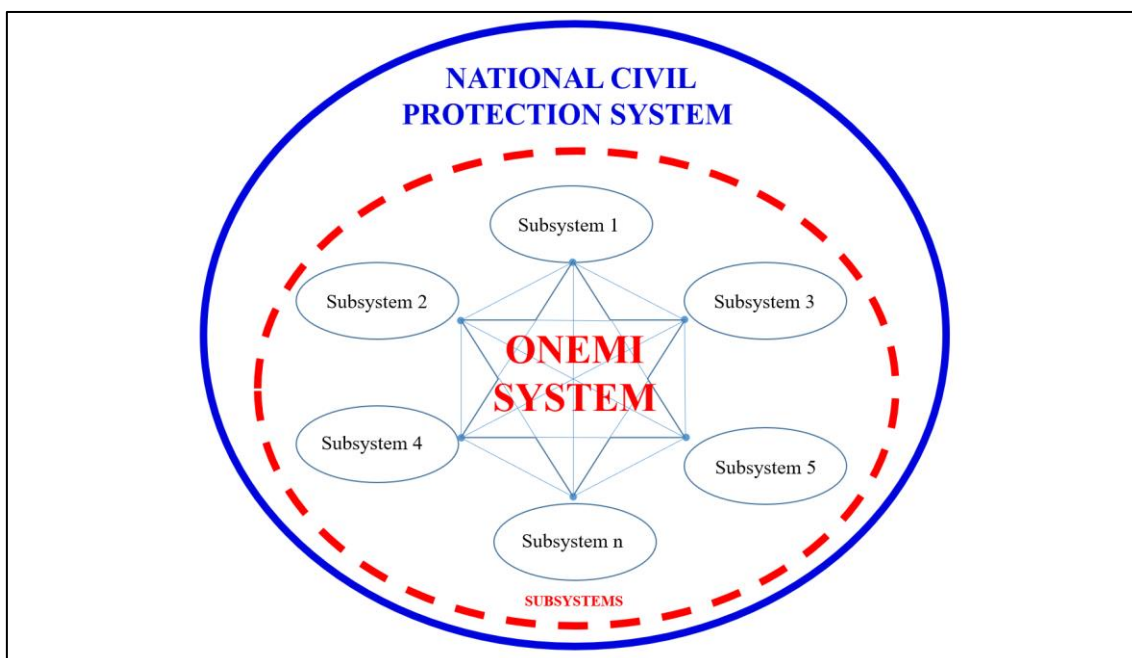 NATIONAL CIVIL
PROTECTION SYSTEM
Subsystem 1
Subsystem 2
Subsystem 3
ONEMI
SYSTEM
Subsystem 4
Subsystem 5
Subsystem n
SUBSYSTEMS